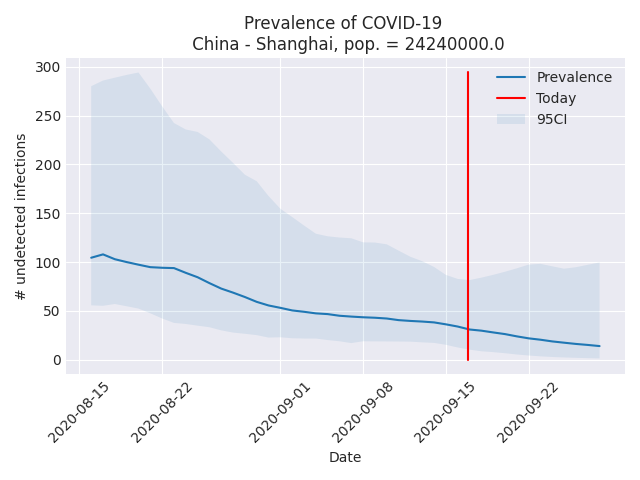 Prevalence of COVID-19
China - Shanghai, pop. = 24240000.0
300
250
200
150
100
50
0
# undetected infections
Prevalence
Today
95CI
2020-08-15
2020-08-22
2020-09-01
2020-09-08
2020-09-15
2020-09-22
Date